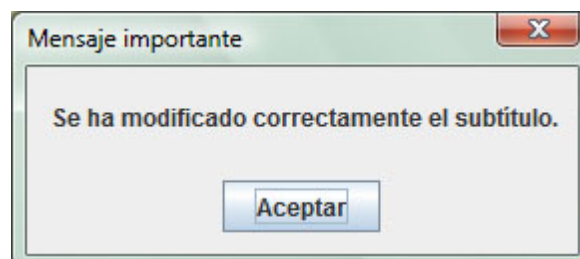 Mensaje importante
Se ha modificado correctamente el subtítulo.
Aceptar